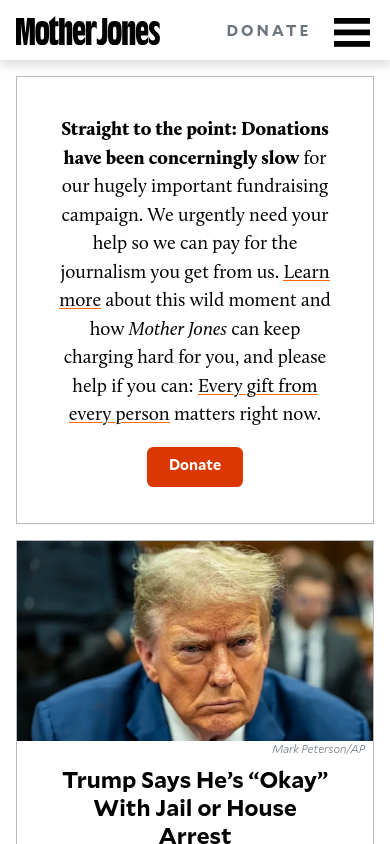 Mother Jones
DONATE
Straight to the point: Donations
have been concerningly slow for
our hugely important fundraising
campaign. We urgently need your
help so we can pay for the
journalism you get from us. Learn
more about this wild moment and
how Mother Jones can keep
charging hard for you, and please
help if you can: Every gift from
every person matters right now.
Donate
Mark Peterson/AP
Trump Says He’s “Okay”
With Jail or House
Arrest